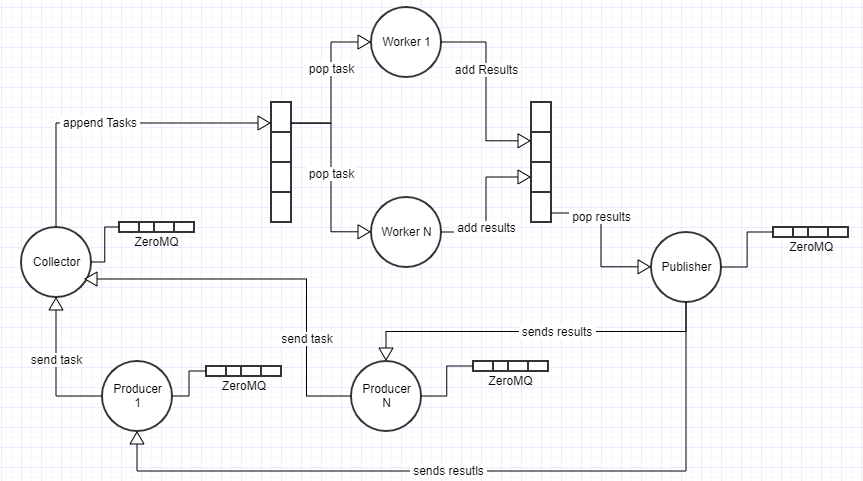 Worker 1
pop task
add Results
append Tasks
pop task
Worker N
add results
pop results
ZeroMQ
Collector
Publisher
ZeroMQ
sends results
send task
send task
Producer
1
ZeroMQ
Producer
N
ZeroMQ
sends resutls